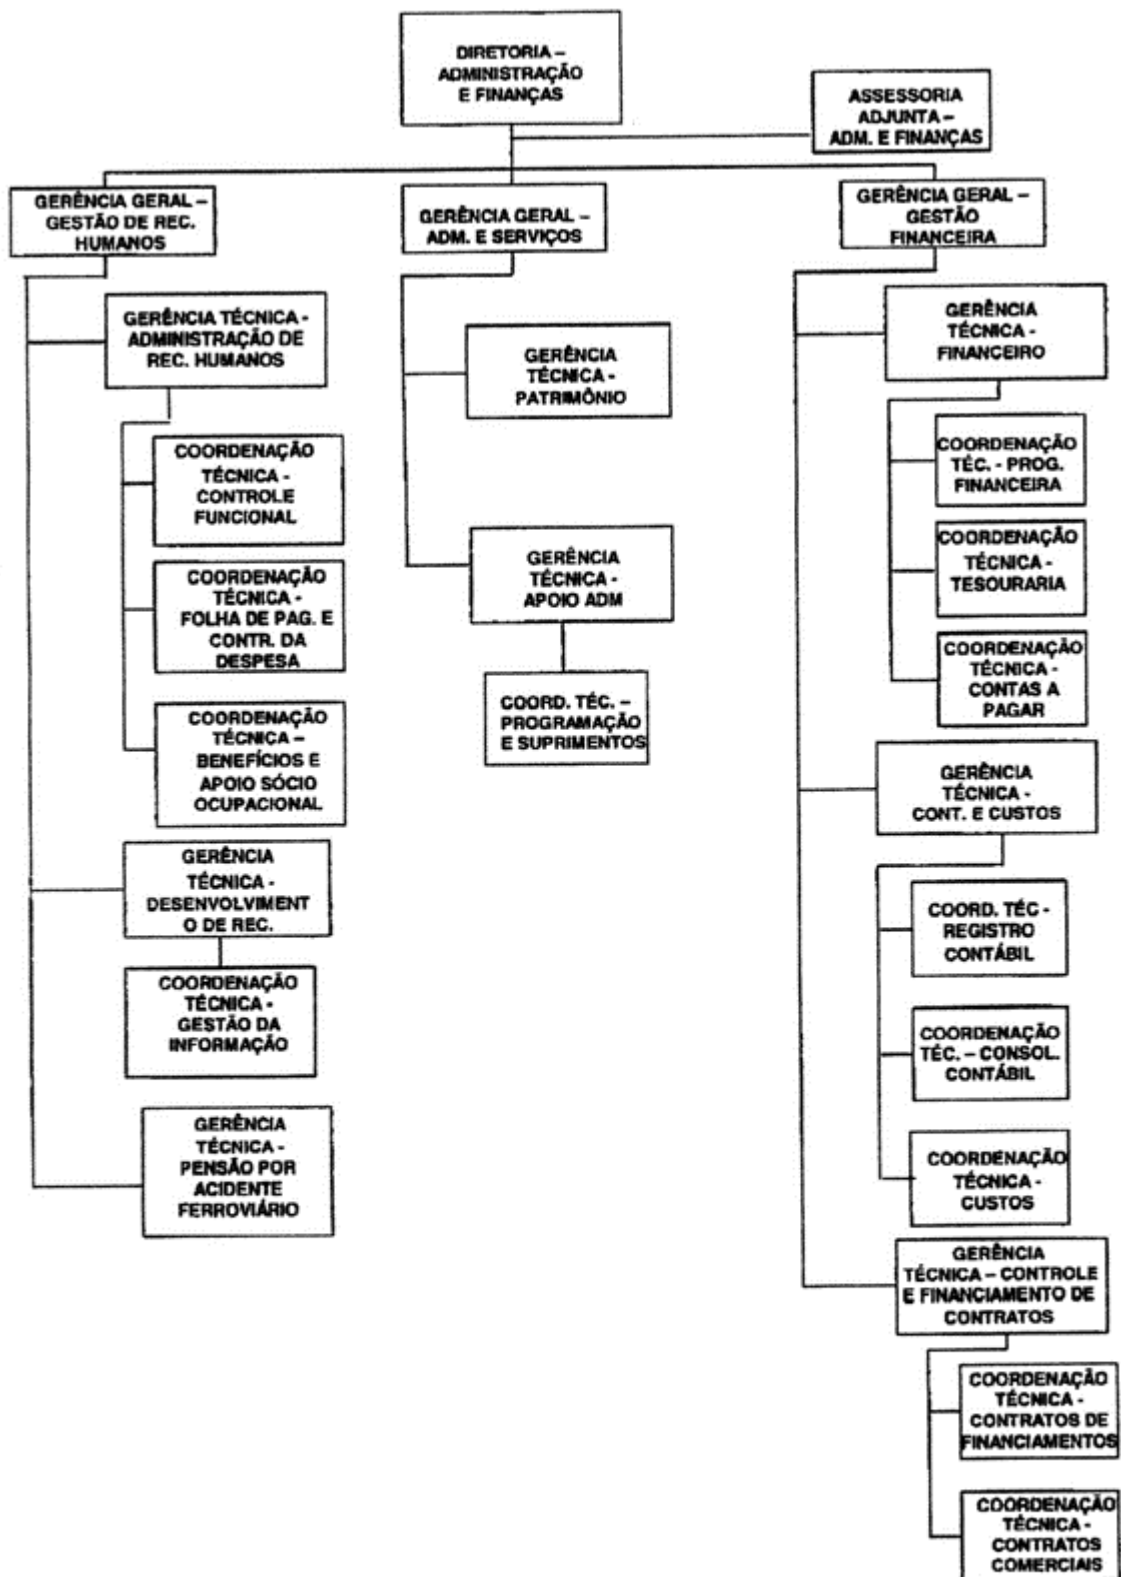 DIRETORIA –
ADMINISTRAÇÃO
E FINANÇAS
ASSESSORIA
ADJUNTA –
ADM. E FINANÇAS
GERÊNCIA GERAL –
GESTÃO DE REC.
HUMANOS
GERÊNCIA GERAL –
ADM. E SERVIÇOS
GERÊNCIA GERAL –
GESTÃO
FINANCEIRA
GERÊNCIA TÉCNICA -
ADMINISTRAÇÃO DE
REC. HUMANOS
COORDENAÇÃO
TÉCNICA -
CONTROLE
FUNCIONAL
COORDENAÇÃO
TÉCNICA -
FOLHA DE PAG. E
CONTR. DA
DESPESA
COORDENAÇÃO
TÉCNICA –
BENEFÍCIOS E
APOIO SÓCIO
OCUPACIONAL
GERÊNCIA
TÉCNICA -
DESENVOLVIMENT
O DE REC.
COORDENAÇÃO
TÉCNICA -
GESTÃO DA
INFORMAÇÃO
GERÊNCIA
TÉCNICA -
PENSÃO POR
ACIDENTE
FERROVIÁRIO
GERÊNCIA
TÉCNICA -
PATRIMÔNIO
GERÊNCIA
TÉCNICA -
APOIO ADM
COORD. TÉC. –
PROGRAMAÇÃO
E SUPRIMENTOS
GERÊNCIA
TÉCNICA -
FINANCEIRO
COORDENAÇÃO
TÉC. - PROG.
FINANCEIRA
COORDENAÇÃO
TÉCNICA -
TESOURARIA
COORDENAÇÃO
TÉCNICA -
CONTAS A
PAGAR
GERÊNCIA
TÉCNICA -
CONT. E CUSTOS
COORD. TÉC -
REGISTRO
CONTÁBIL
COORDENAÇÃO
TÉC. – CONSOL.
CONTÁBIL
COORDENAÇÃO
TÉCNICA -
CUSTOS
GERÊNCIA
TÉCNICA – CONTROLE
E FINANCIAMENTO DE
CONTRATOS
COORDENAÇÃO
TÉCNICA -
CONTRATOS DE
FINANCIAMENTOS
COORDENAÇÃO
TÉCNICA -
CONTRATOS
COMERCIAIS